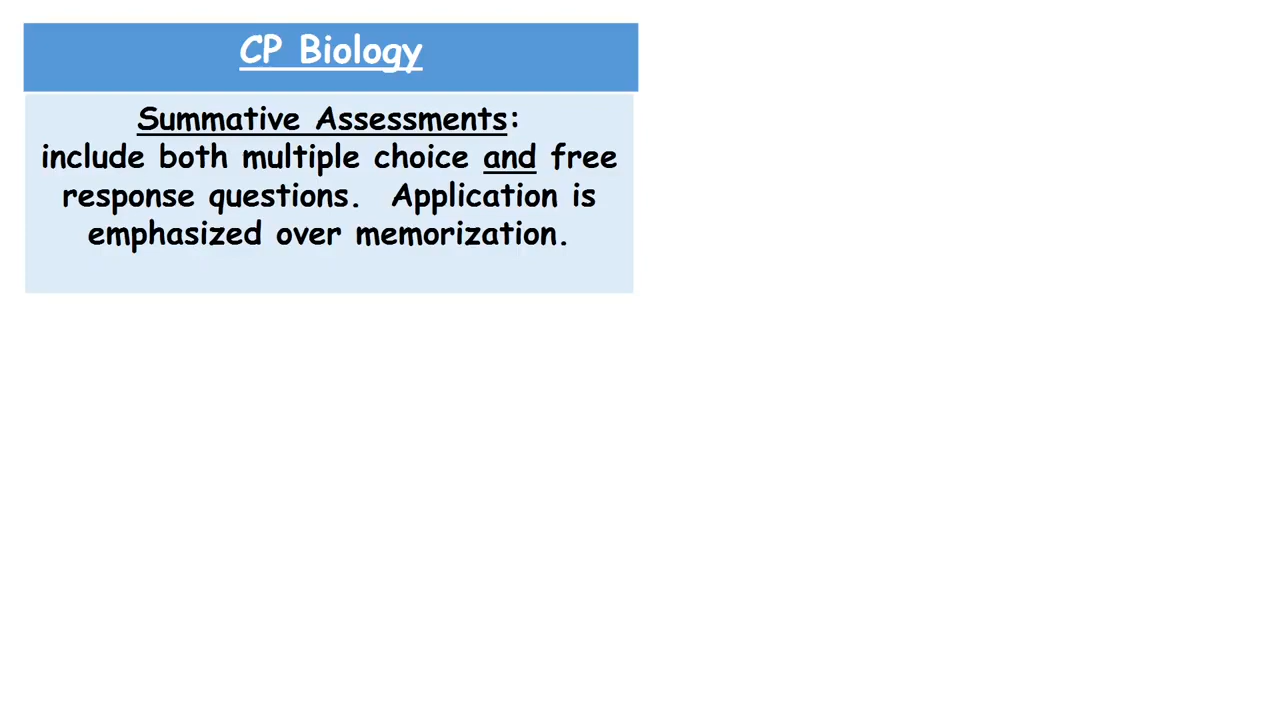 CP Biology
Summative Assessments:
include both multiple choice and free
response questions.  Application is
emphasized over memorization.